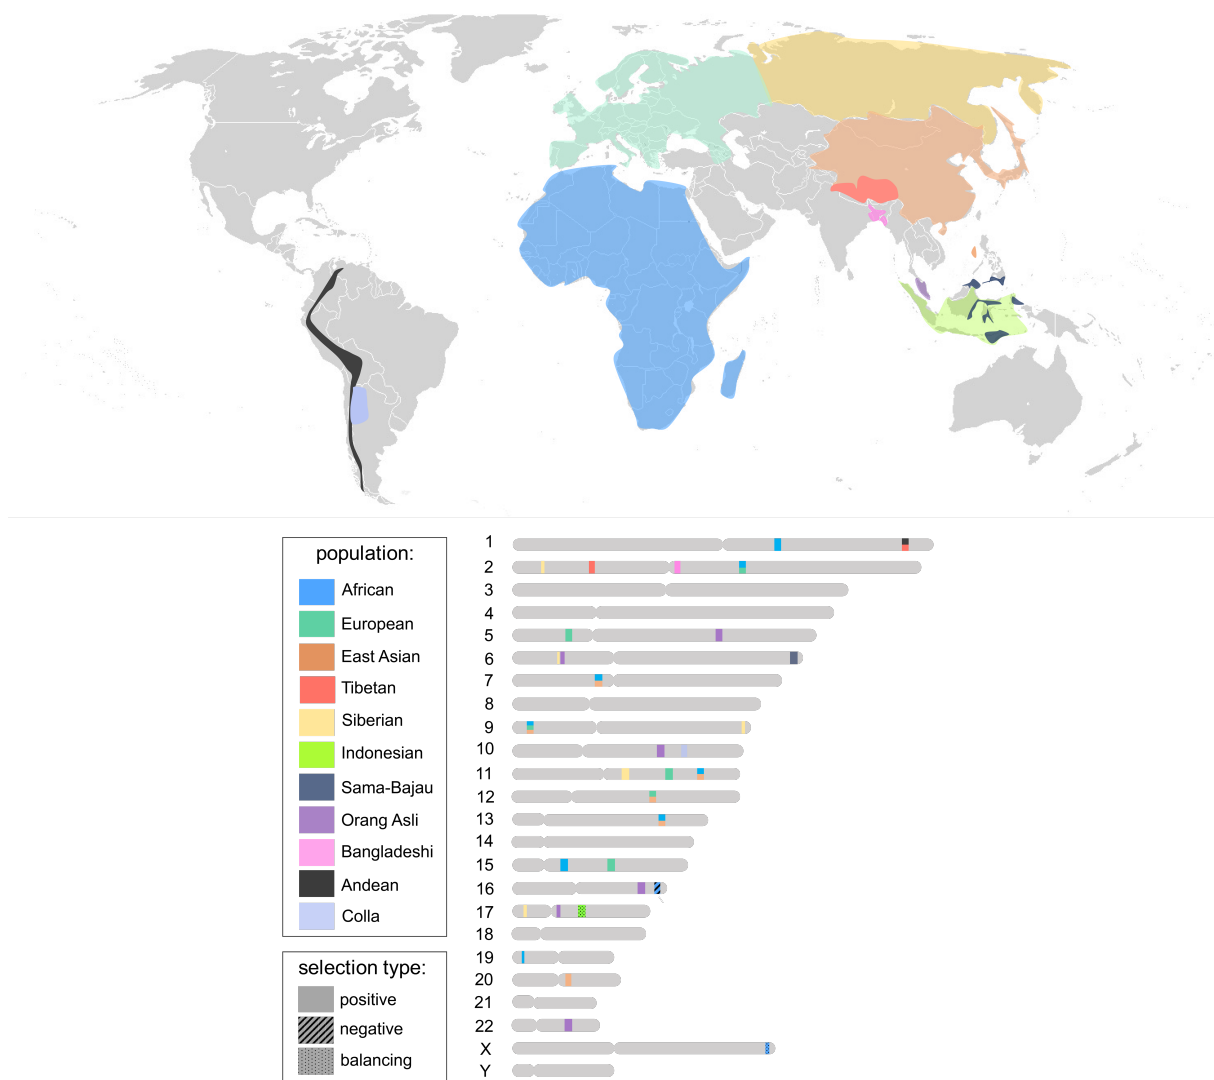 population:
African
European
East Asian
Tibetan
Siberian
Indonesian
Sama-Bajau
Orang Asli
Bangladeshi
Andean
Colla
selection type:
positive
negative
balancing
1
2
3
4
5
6
7
8
9
10
11
12
13
14
15
16
17
18
19
20
21
22
X
Y